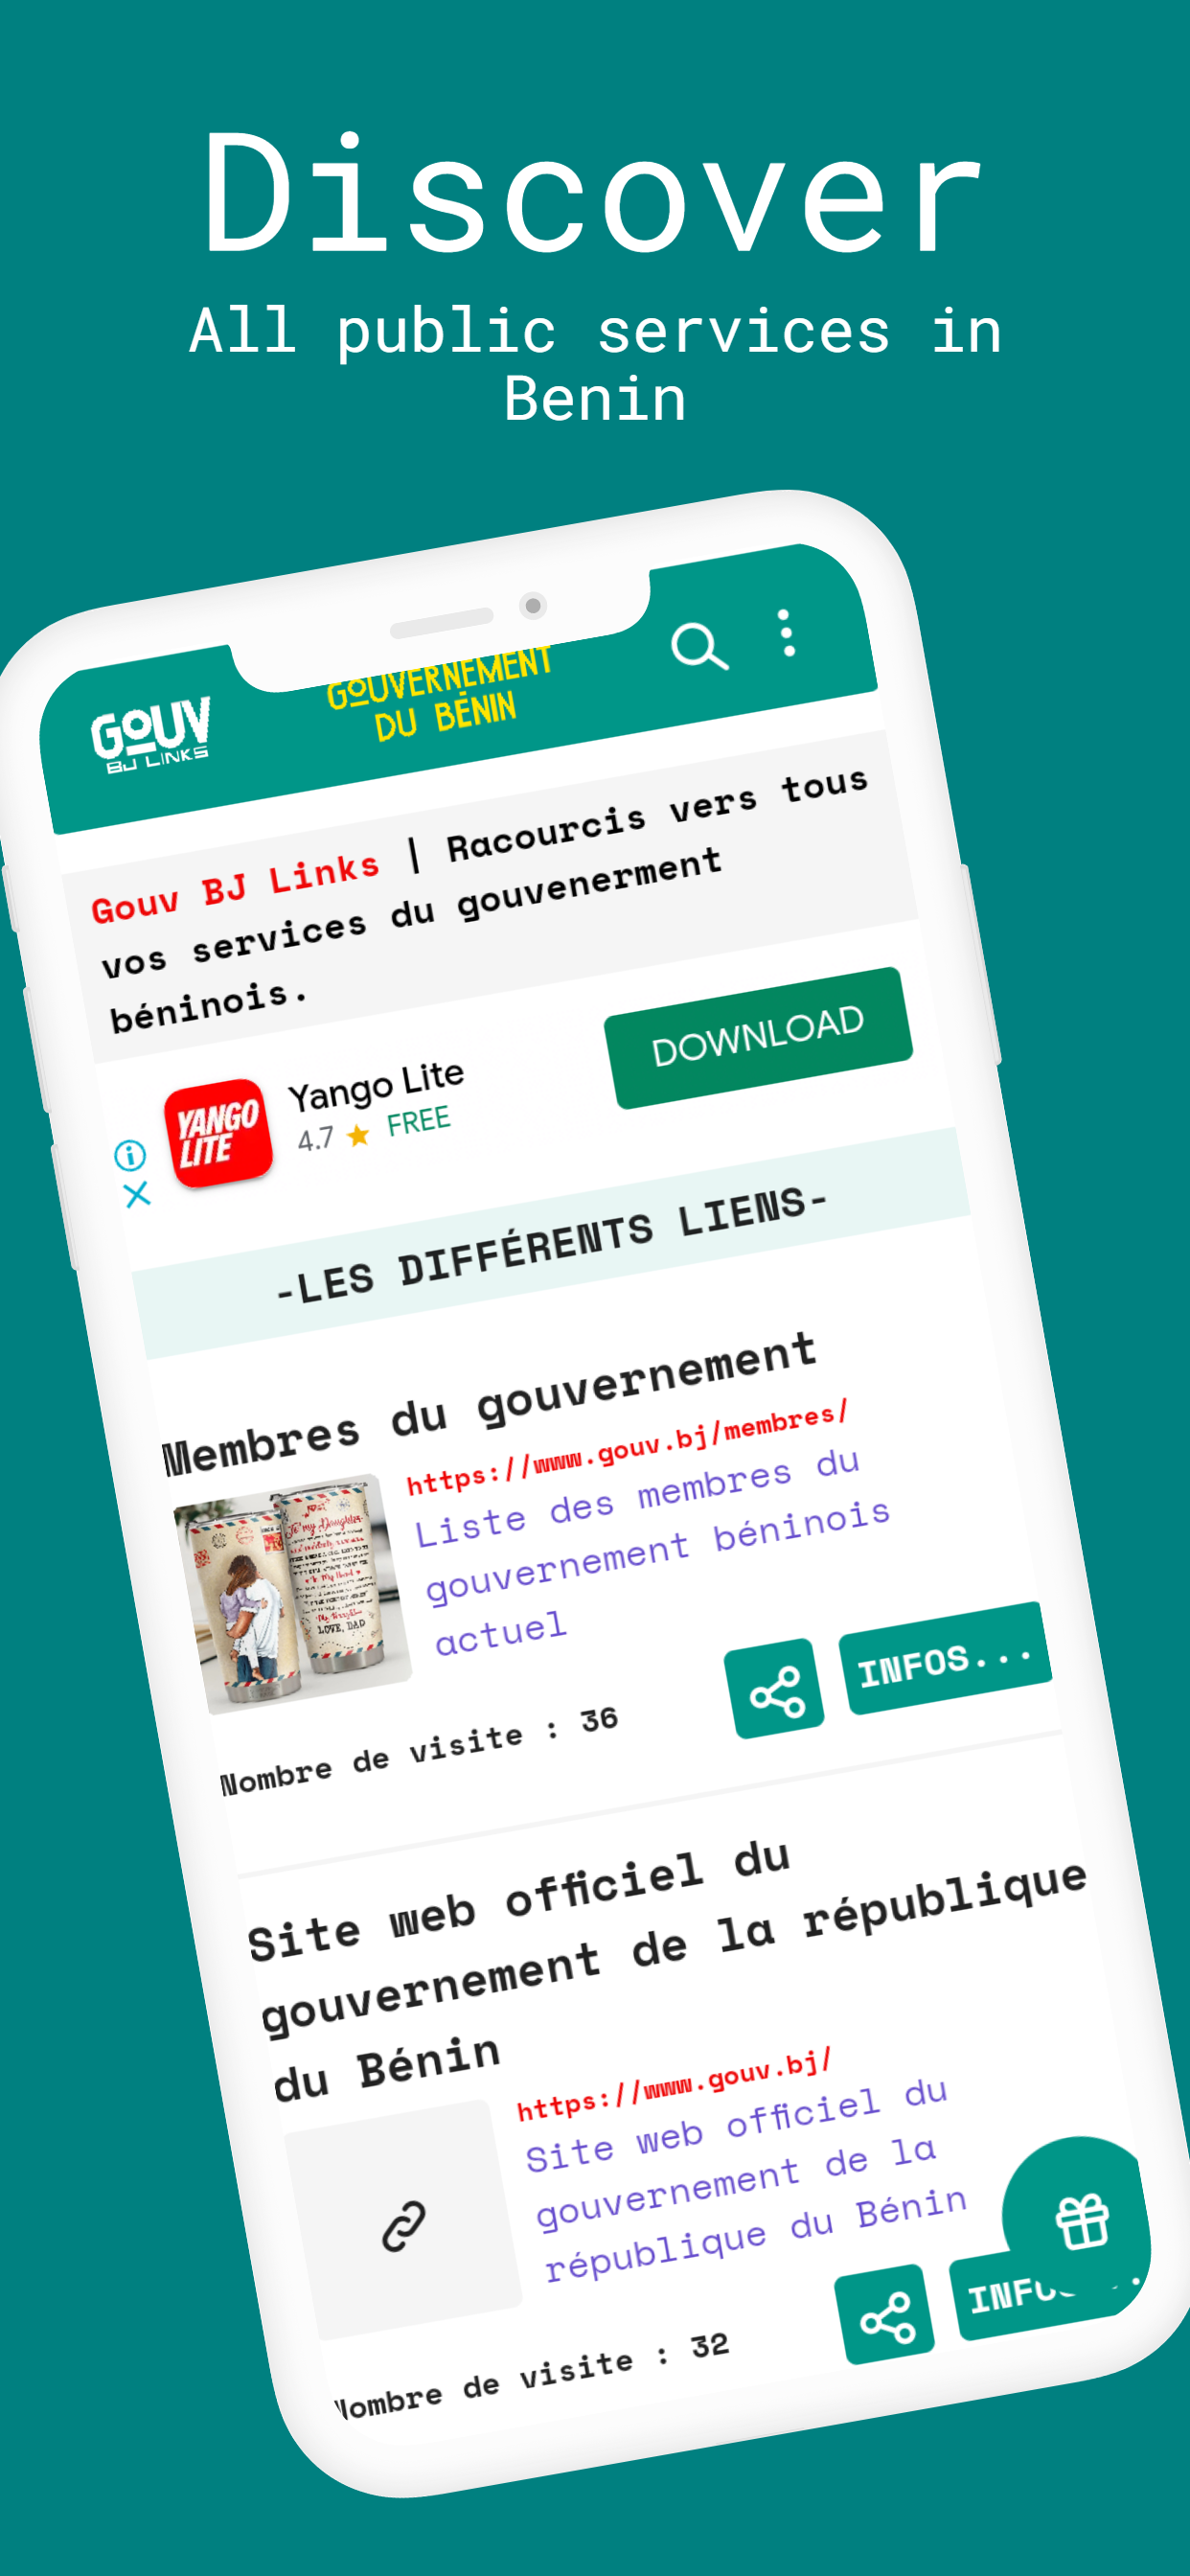 Discover
All public services in
Benin
GOUV
BJ LINKS
GOUVERNEMENT
DU BÉNIN
Gouv BJ Links | Racourcis vers tous
vos services du gouvenerment
béninois.
YANGO
LITE
Yango Lite
4.7 FREE
DOWNLOAD
-LES DIFFÉRENTS LIENS-
Membres du gouvernement
https://www.gouv.bj/membres/
Liste des membres du
gouvernement béninois
actuel
To my Daughter
LOVE, DAD
Nombre de visite : 36
INFOS...
Site web officiel du
gouvernement de la république
du Bénin
https://www.gouv.bj/
Site web officiel du
gouvernement de la
république du Bénin
Nombre de visite : 32